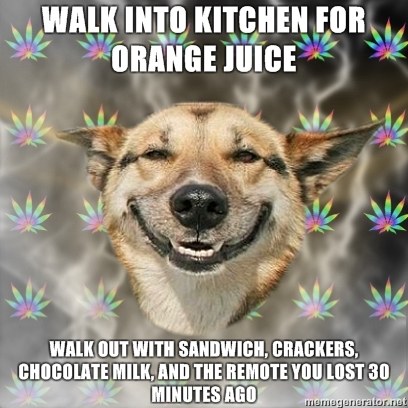 WALK INTO KITCHEN FOR
ORANGE JUICE
WALK OUT WITH SANDWICH, CRACKERS,
CHOCOLATE MILK, AND THE REMOTE YOU LOST 30
MINUTES AGO
memegenerator.net